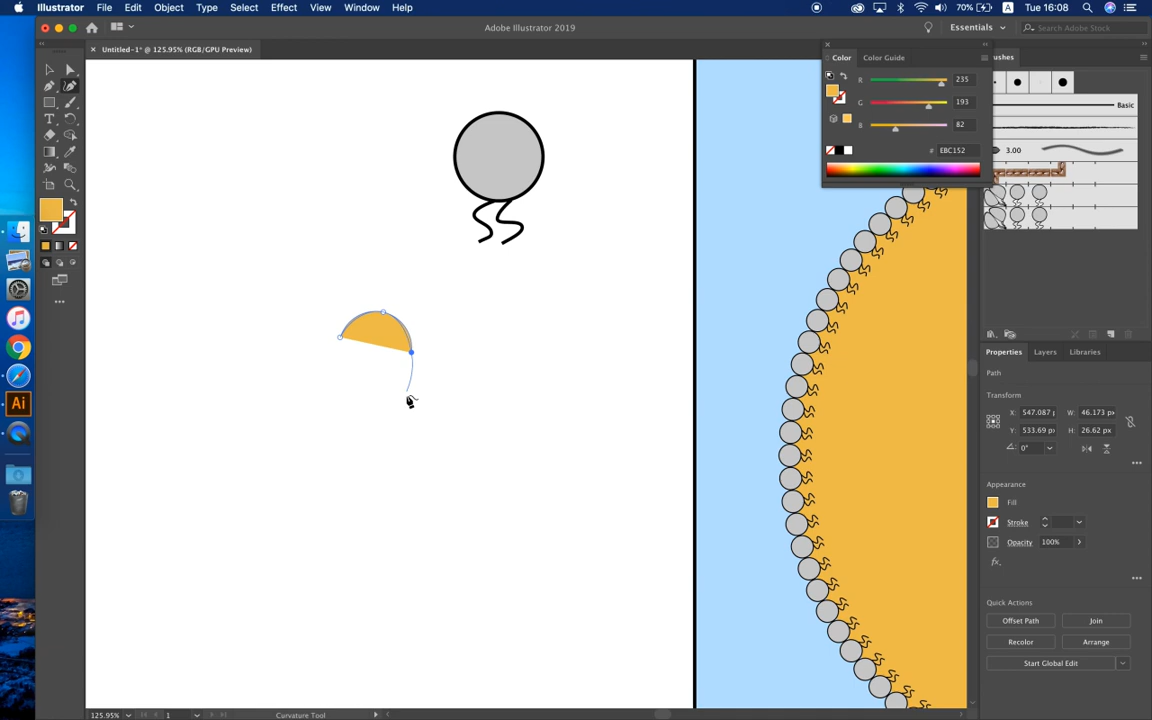 Illustrator File Edit Object Type Select Effect View Window Help 70% A Tue 16:08
Adobe Illustrator 2019 Essentials Search Adobe Stock
× Untitled-1* @ 125.95% (RGB/GPU Preview)
Color Color Guide
R 235
G 193
B 82
# EBC152
Basic
3.00
Properties Layers Libraries
Path
Transform
X: 547.087 W: 46.173 px
Y: 533.69 H: 26.62 px
0°
Appearance
Fill
Stroke
Opacity 100%
fx
Quick Actions
Offset Path Join
Recolor Arrange
Start Global Edit
Ai
T
125.95% 1 Curvature Tool